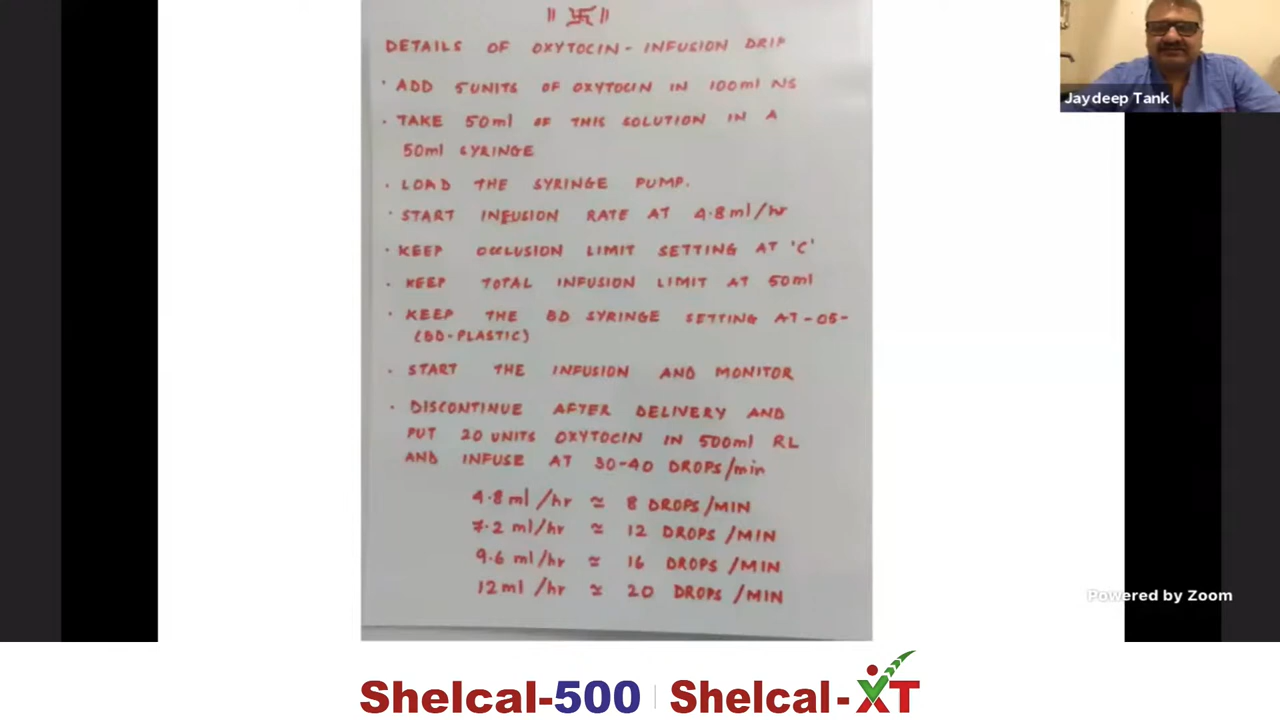 ॥ 卐 ॥
DETAILS OF OXYTOCIN - INFUSION DRIP
• ADD 5 UNITS OF OXYTOCIN IN 100ml NS
• TAKE 50ml OF THIS SOLUTION IN A
50ml SYRINGE
• LOAD THE SYRINGE PUMP.
• START INFUSION RATE AT 4.8ml/hr
• KEEP OCCLUSION LIMIT SETTING AT 'C'
• KEEP TOTAL INFUSION LIMIT AT 50ml
• KEEP THE BD SYRINGE SETTING AT -05-
(BD-PLASTIC)
• START THE INFUSION AND MONITOR
• DISCONTINUE AFTER DELIVERY AND
PUT 20 UNITS OXYTOCIN IN 500ml RL
AND INFUSE AT 30-40 DROPS/min
4.8 ml/hr ≃ 8 DROPS/MIN
7.2 ml/hr ≃ 12 DROPS/MIN
9.6 ml/hr ≃ 16 DROPS/MIN
12ml/hr ≃ 20 DROPS/MIN
Jaydeep Tank
Powered by Zoom
Shelcal-500 | Shelcal-XT